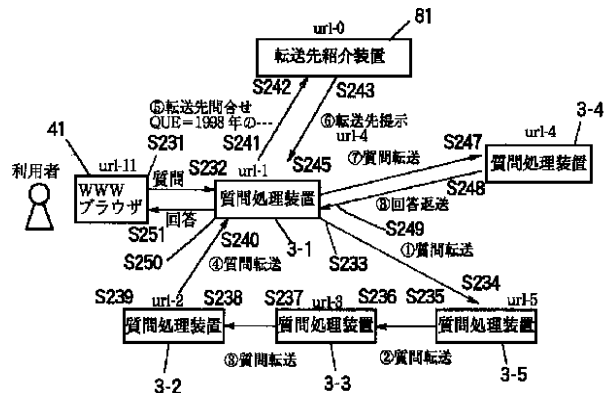 url-0
81
転送先紹介装置
S242
S243
⑤転送先問合せ
QUE=1998年の---
S241
⑥転送先提示
url-4
S245
41
S231
url-11
利用者
WWW
ブラウザ
S232
質問
回答
S251
S250
url-1
質問処理装置
3-1
⑦質問転送
S247
url-4
3-4
質問処理装置
S248
⑧回答返送
S249
S240
④質問転送
S233
①質問転送
S234
url-5
質問処理装置
3-5
S235
②質問転送
S236
url-3
質問処理装置
3-3
S237
③質問転送
S238
url-2
S239
質問処理装置
3-2